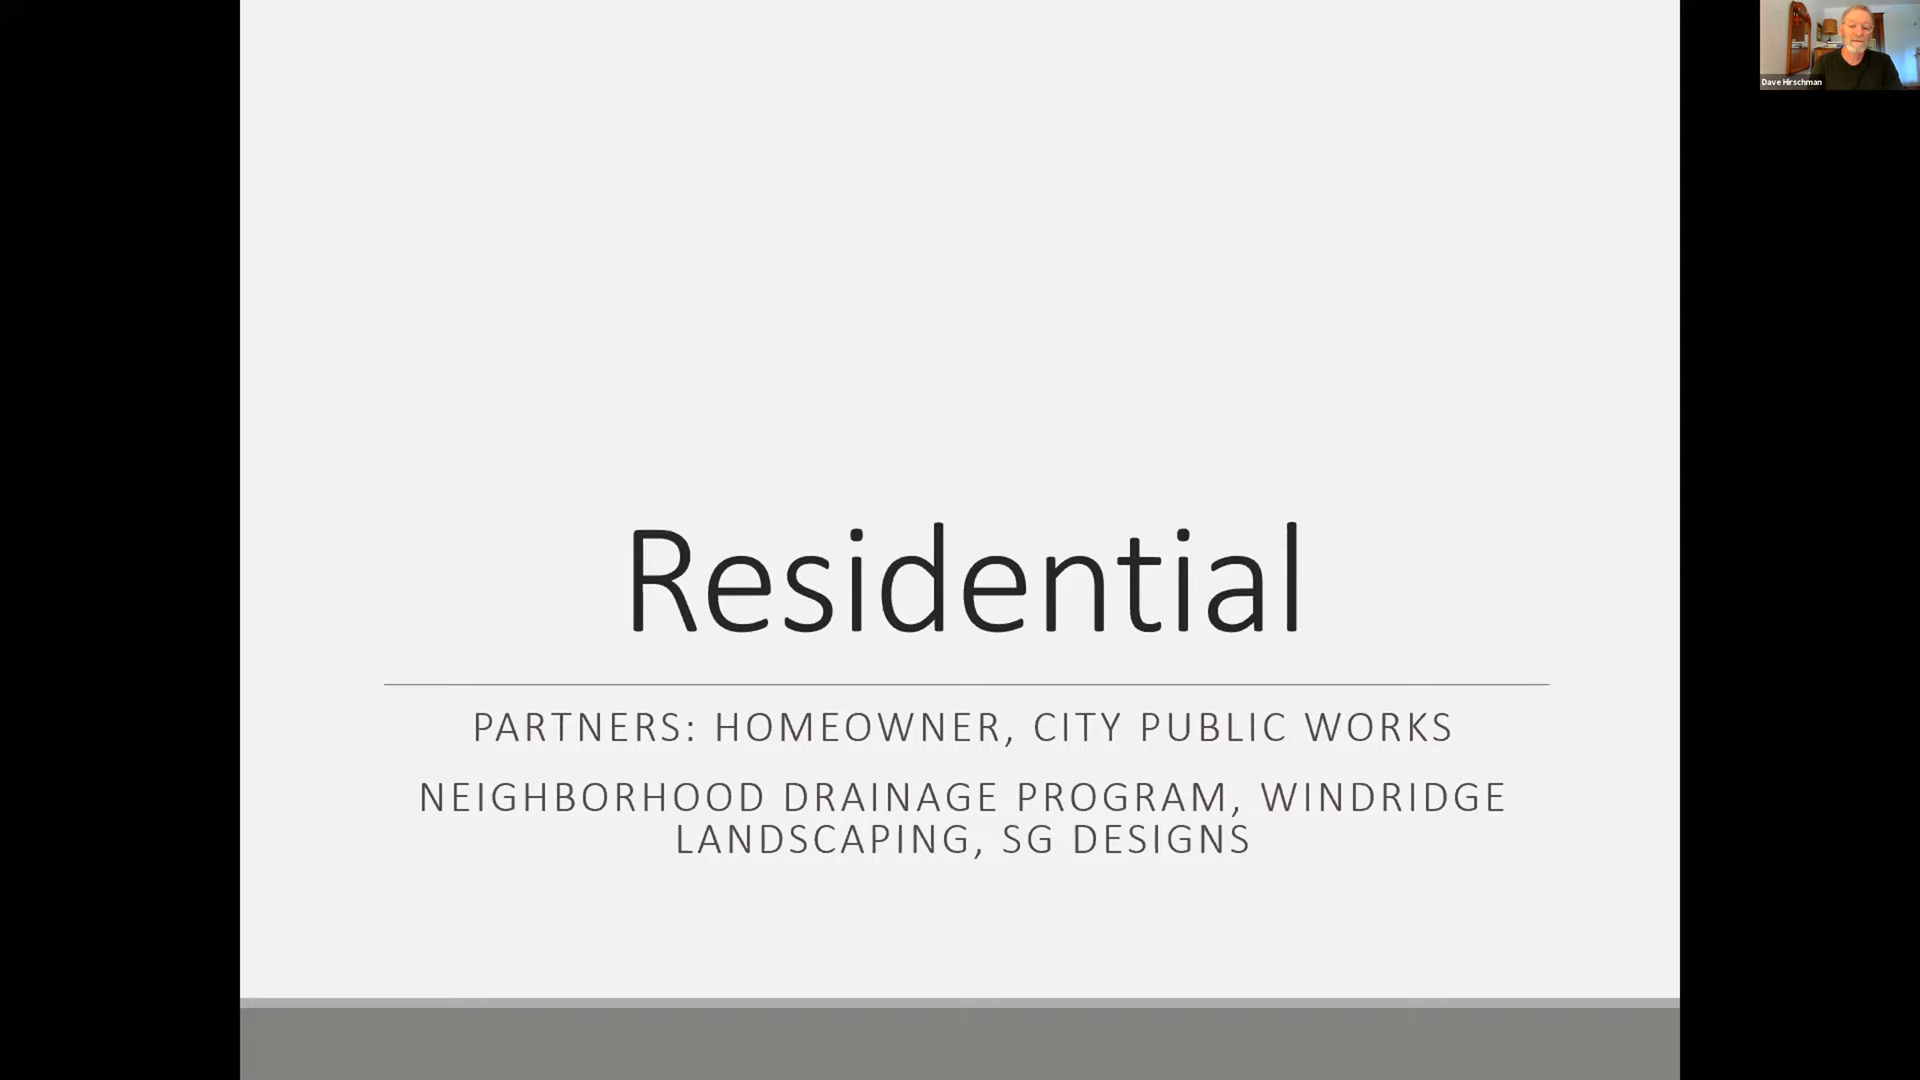 Dave Hirschman
Residential
PARTNERS: HOMEOWNER, CITY PUBLIC WORKS
NEIGHBORHOOD DRAINAGE PROGRAM, WINDRIDGE
LANDSCAPING, SG DESIGNS